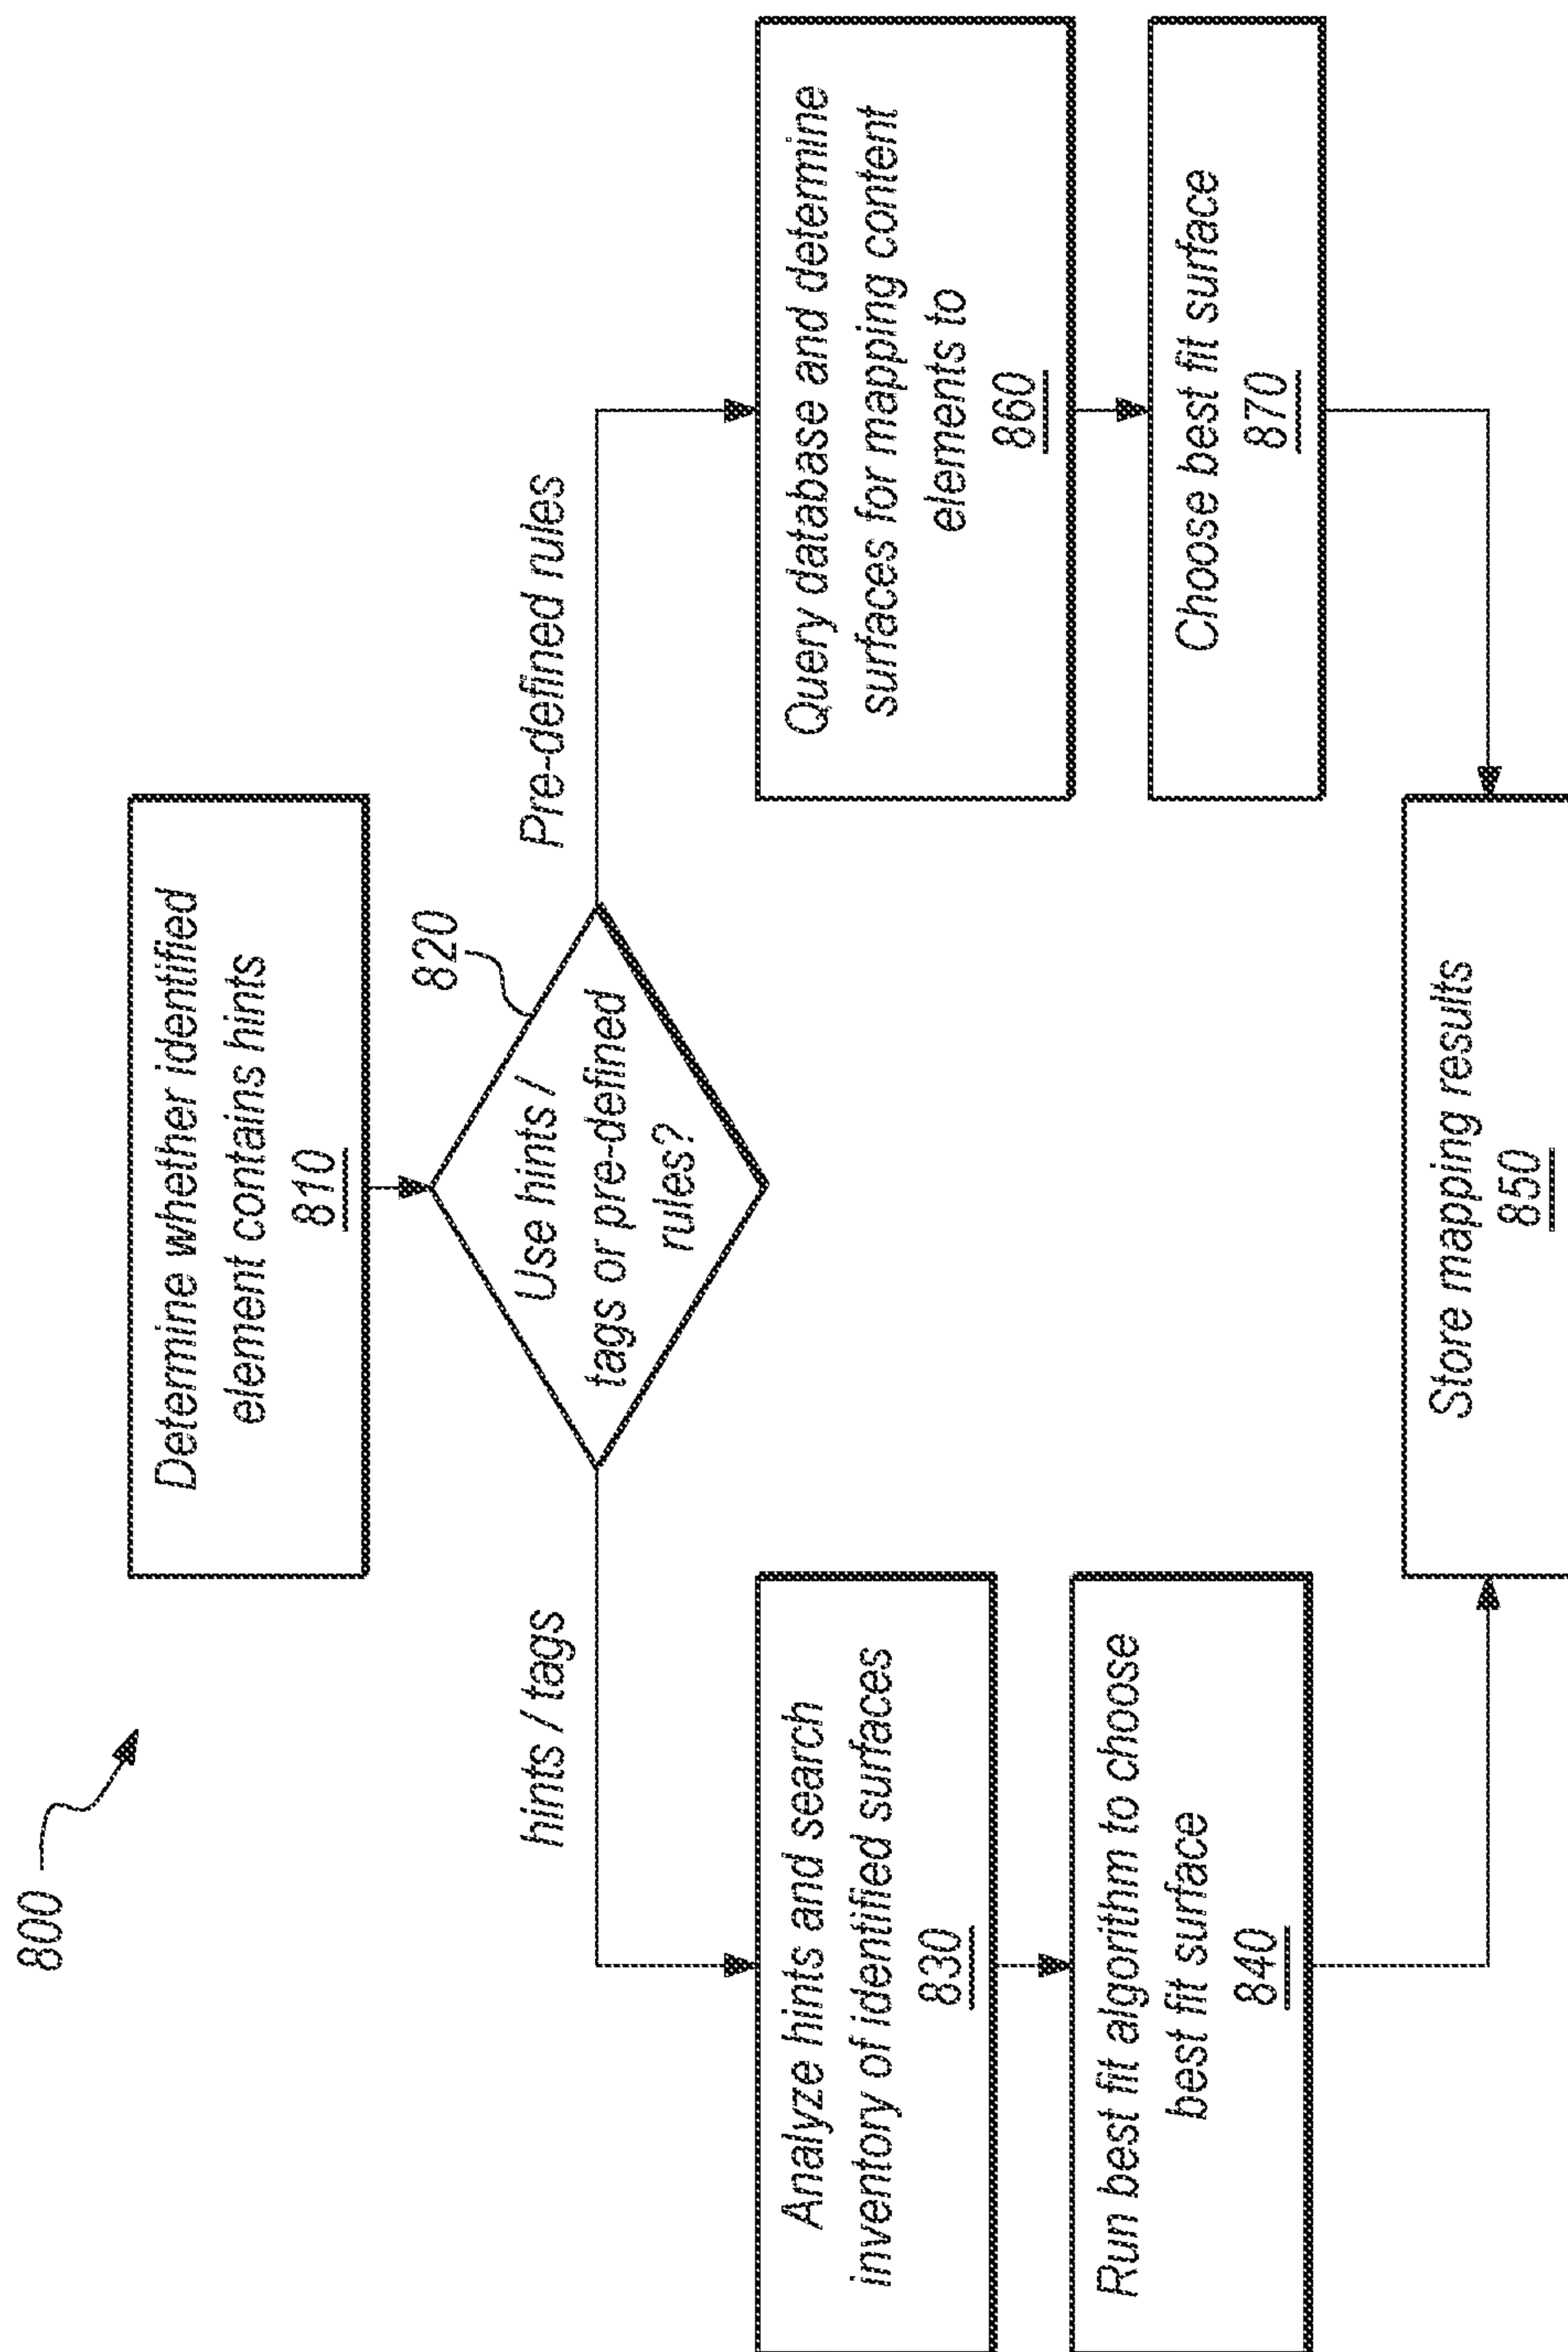 800
Determine whether identified
element contains hints
810
820
Use hints /
tags or pre-defined
rules?
hints / tags
Pre-defined rules
Analyze hints and search
inventory of identified surfaces
830
Run best fit algorithm to choose
best fit surface
840
Query database and determine
surfaces for mapping content
elements to
860
Choose best fit surface
870
Store mapping results
850